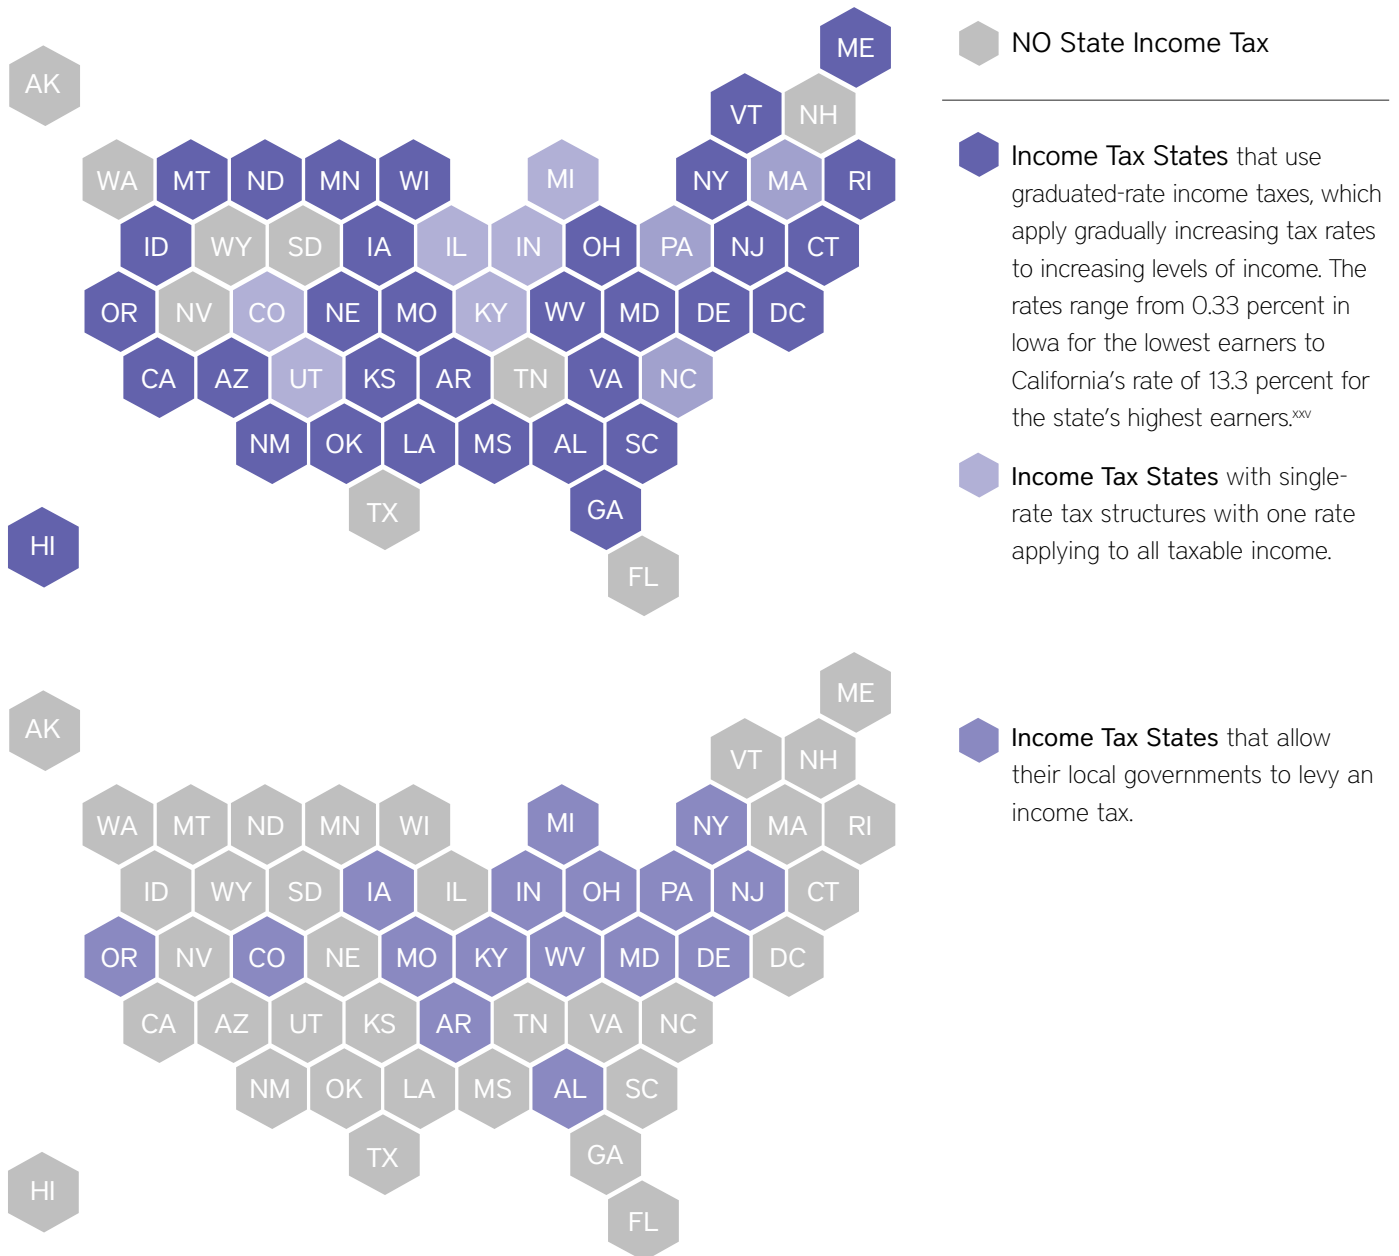 ME
AK
VT NH
WA MT ND MN WI MI NY MA RI
ID WY SD IA IL IN OH PA NJ CT
OR NV CO NE MO KY WV MD DE DC
CA AZ UT KS AR TN VA NC
NM OK LA MS AL SC
TX GA
HI
FL
NO State Income Tax
Income Tax States that use
graduated-rate income taxes, which
apply gradually increasing tax rates
to increasing levels of income. The
rates range from 0.33 percent in
Iowa for the lowest earners to
California’s rate of 13.3 percent for
the state’s highest earners.xxv
Income Tax States with single-
rate tax structures with one rate
applying to all taxable income.
ME
AK
VT NH
WA MT ND MN WI MI NY MA RI
ID WY SD IA IL IN OH PA NJ CT
OR NV CO NE MO KY WV MD DE DC
CA AZ UT KS AR TN VA NC
NM OK LA MS AL SC
TX GA
HI
FL
Income Tax States that allow
their local governments to levy an
income tax.